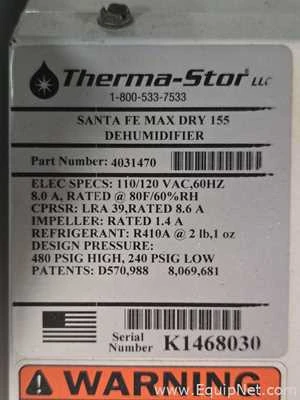 Therma-Stor LLC
1-800-533-7533
SANTA FE MAX DRY 155
DEHUMIDIFIER
Part Number: 4031470
ELEC SPECS: 110/120 VAC,60HZ
8.0 A, RATED @ 80F/60%RH
CPRSR: LRA 39,RATED 8.6 A
IMPELLER: RATED 1.4 A
REFRIGERANT: R410A @ 2 lb,1 oz
DESIGN PRESSURE:
480 PSIG HIGH, 240 PSIG LOW
PATENTS: D570,988 8,069,681
Serial
Number K1468030
WARNING
www.EquipNet.com